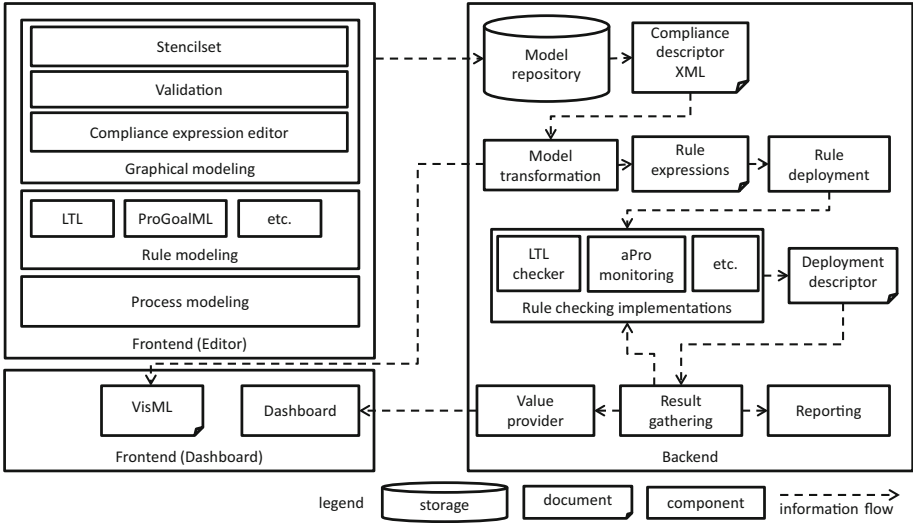 Stencilset
Validation
Compliance expression editor
Graphical modeling
LTL
ProGoalML
etc.
Rule modeling
Process modeling
Frontend (Editor)
VisML
Dashboard
Frontend (Dashboard)
Model
repository
Compliance
descriptor
XML
Model
transformation
Rule
expressions
Rule
deployment
LTL
checker
aPro
monitoring
etc.
Rule checking implementations
Deployment
descriptor
Value
provider
Result
gathering
Reporting
Backend
legend
storage
document
component
information flow